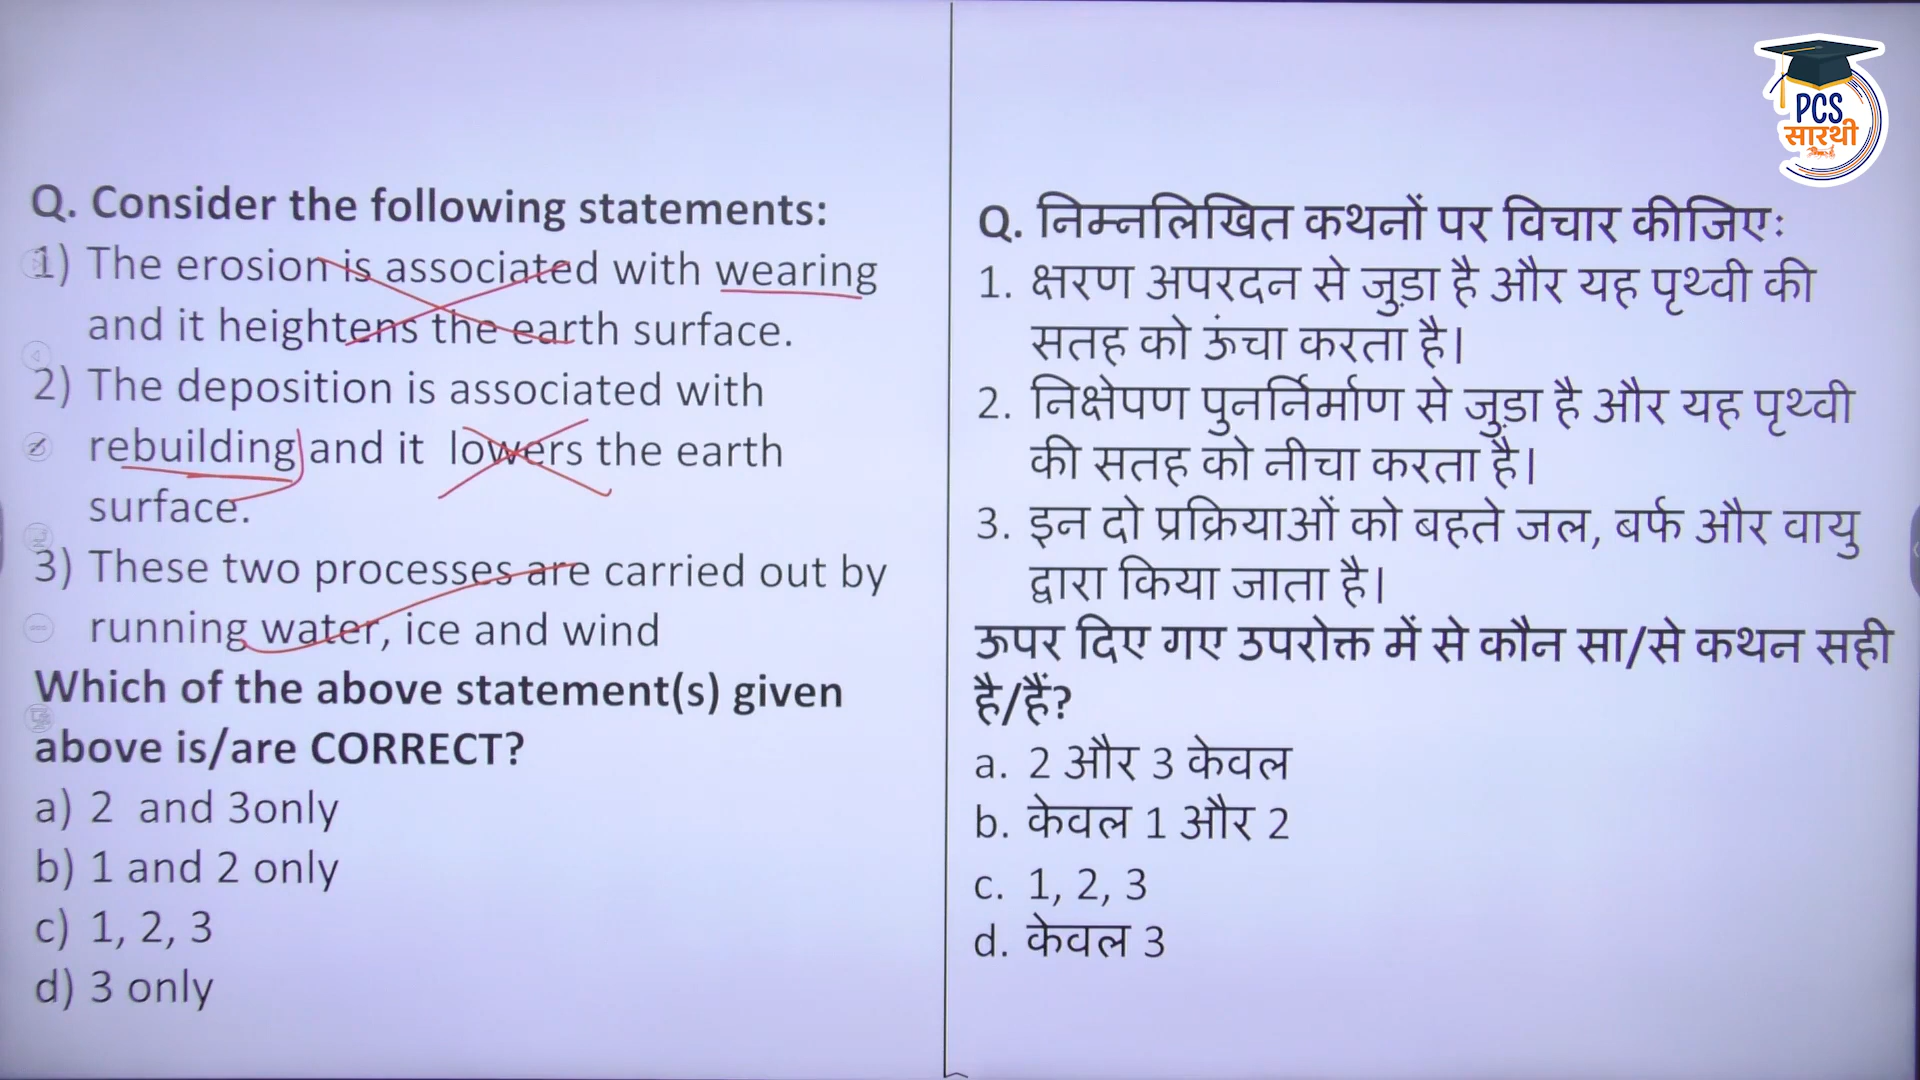 Q. Consider the following statements:
1) The erosion is associated with wearing
and it heightens the earth surface.
2) The deposition is associated with
rebuilding and it lowers the earth
surface.
3) These two processes are carried out by
running water, ice and wind
Which of the above statement(s) given
above is/are CORRECT?
a) 2 and 3only
b) 1 and 2 only
c) 1, 2, 3
d) 3 only
Q. निम्नलिखित कथनों पर विचार कीजिए:
1. क्षरण अपरदन से जुड़ा है और यह पृथ्वी की
सतह को ऊंचा करता है।
2. निक्षेपण पुनर्निर्माण से जुड़ा है और यह पृथ्वी
की सतह को नीचा करता है।
3. इन दो प्रक्रियाओं को बहते जल, बर्फ और वायु
द्वारा किया जाता है।
ऊपर दिए गए उपरोक्त में से कौन सा/से कथन सही
है/हैं?
a. 2 और 3 केवल
b. केवल 1 और 2
c. 1, 2, 3
d. केवल 3
PCS
सारथी